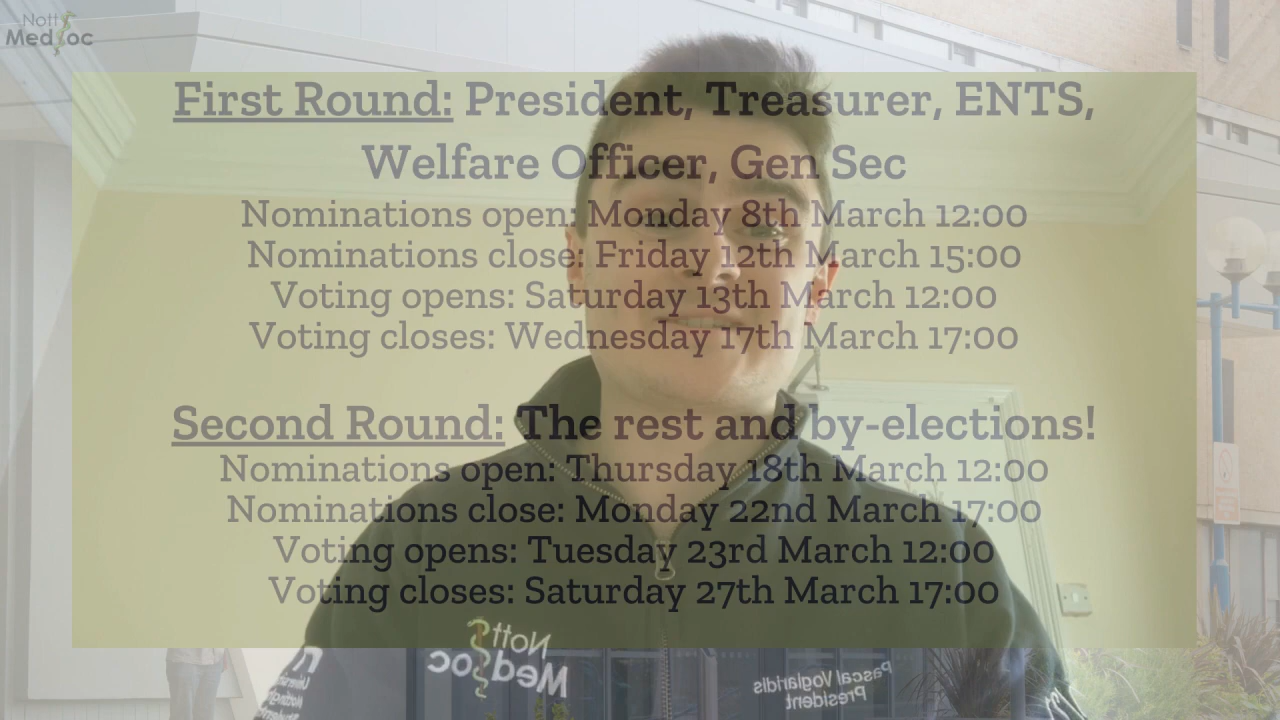 Nott
MedSoc
First Round: President, Treasurer, ENTS,
Welfare Officer, Gen Sec
Nominations open: Monday 8th March 12:00
Nominations close: Friday 12th March 15:00
Voting opens: Saturday 13th March 12:00
Voting closes: Wednesday 17th March 17:00
Second Round: The rest and by-elections!
Nominations open: Thursday 18th March 12:00
Nominations close: Monday 22nd March 17:00
Voting opens: Tuesday 23rd March 12:00
Voting closes: Saturday 27th March 17:00
Nott
MedSoc
Pascal Vogiaridis
President